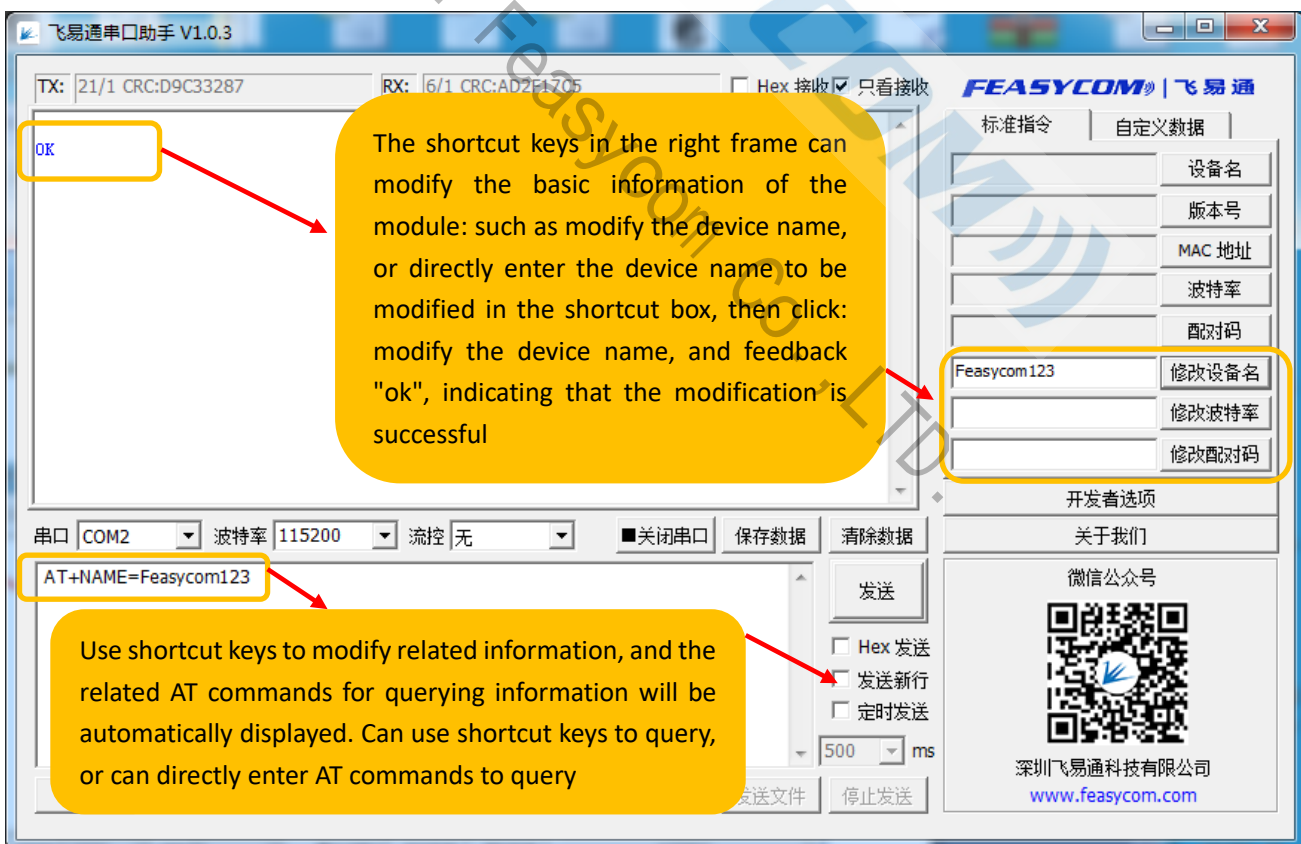 飞易通串口助手 V1.0.3
TX: 21/1 CRC:D9C33287 RX: 6/1 CRC:AD2F17C5 Hex 接收 只看接收
FEASYCOM | 飞易通
标准指令 自定义数据
OK
The shortcut keys in the right frame can
modify the basic information of the
module: such as modify the device name,
or directly enter the device name to be
modified in the shortcut box, then click:
modify the device name, and feedback
"ok", indicating that the modification is
successful
设备名
版本号
MAC 地址
波特率
配对码
Feasycom123 修改设备名
修改波特率
修改配对码
开发者选项
关于我们
串口 COM2 波特率 115200 流控 无 ■关闭串口 保存数据 清除数据
AT+NAME=Feasycom123
发送
Hex 发送
发送新行
定时发送
500 ms
Use shortcut keys to modify related information, and the
related AT commands for querying information will be
automatically displayed. Can use shortcut keys to query,
or can directly enter AT commands to query
发送文件 停止发送
微信公众号
深圳飞易通科技有限公司
www.feasycom.com
Feasycom Co., LTD.
COM